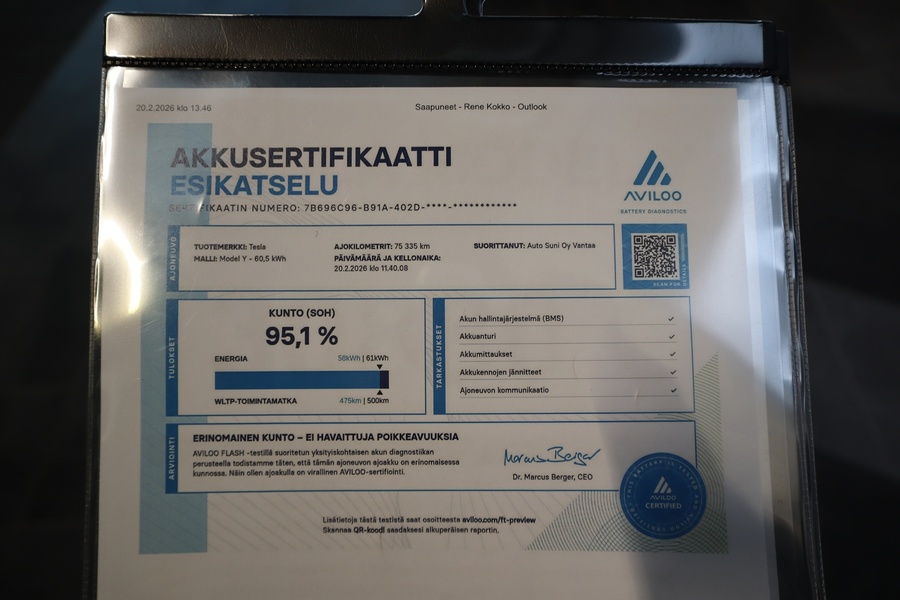 20.2.2026 klo 13.46
Saapuneet - Rene Kokko - Outlook
AKKUSERTIFIKAATTI
ESIKATSELU
SERTIFIKAATIN NUMERO: 7B696C96-B91A-402D-****-************
AVILOO
BATTERY DIAGNOSTICS
AJONEUVO
TUOTEMERKKI: Tesla
MALLI: Model Y - 60,5 kWh
AJOKILOMETRIT: 75 335 km
PÄIVÄMÄÄRÄ JA KELLONAIKA:
20.2.2026 klo 11.40.08
SUORITTANUT: Auto Suni Oy Vantaa
SCAN FOR
TULOKSET
KUNTO (SOH)
95,1 %
ENERGIA
58kWh | 61kWh
WLTP-TOIMINTAMATKA
475km | 500km
TARKASTUKSET
Akun hallintajärjestelmä (BMS)
Akkuanturi
Akkumittaukset
Akkukennojen jännitteet
Ajoneuvon kommunikaatio
ARVIOINTI
ERINOMAINEN KUNTO – EI HAVAITTUJA POIKKEAVUUKSIA
AVILOO FLASH -testillä suoritetun yksityiskohtaisen akun diagnostiikan
perusteella todistamme täten, että tämän ajoneuvon ajoakku on erinomaisessa
kunnossa. Näin ollen ajoakulla on virallinen AVILOO-sertifiointi.
Marcus Berger
Dr. Marcus Berger, CEO
AVILOO
CERTIFIED
Lisätietoja tästä testistä saat osoitteesta aviloo.com/ft-preview
Skannaa QR-koodi saadaksesi alkuperäisen raportin.